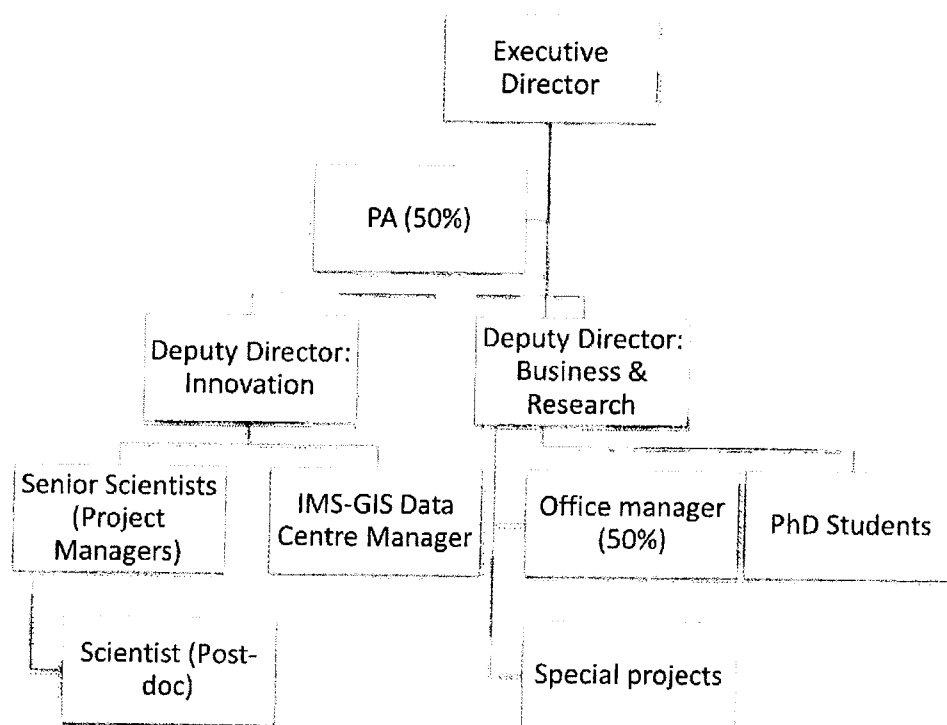 Executive
Director
PA (50%)
Deputy Director:
Innovation
Deputy Director:
Business &
Research
Senior Scientists
(Project
Managers)
IMS-GIS Data
Centre Manager
Office manager
(50%)
PhD Students
Scientist (Post-
doc)
Special projects